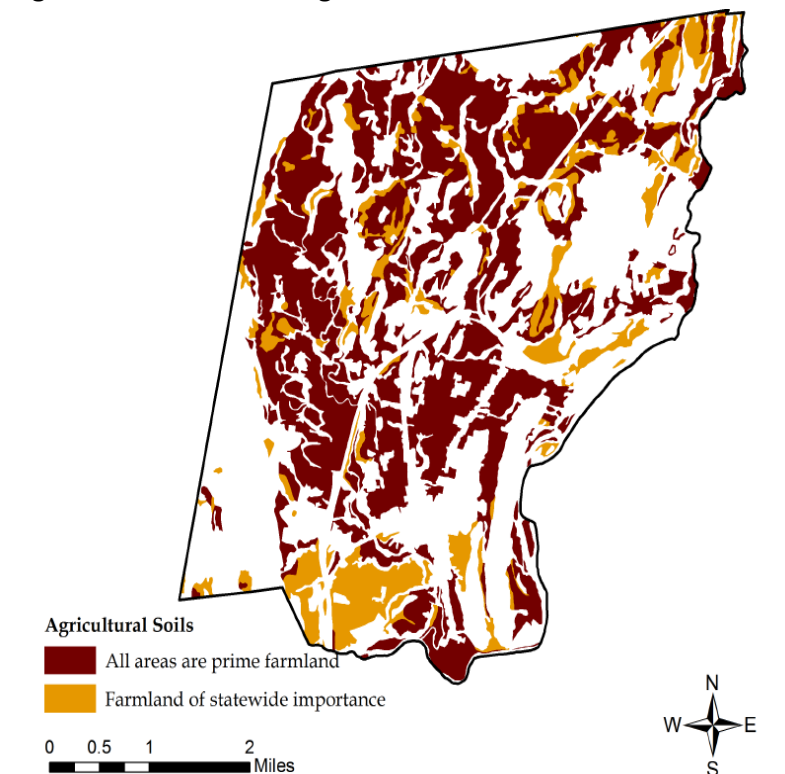 Agricultural Soils
All areas are prime farmland
Farmland of statewide importance
0 0.5 1 2
Miles
N
W E
S